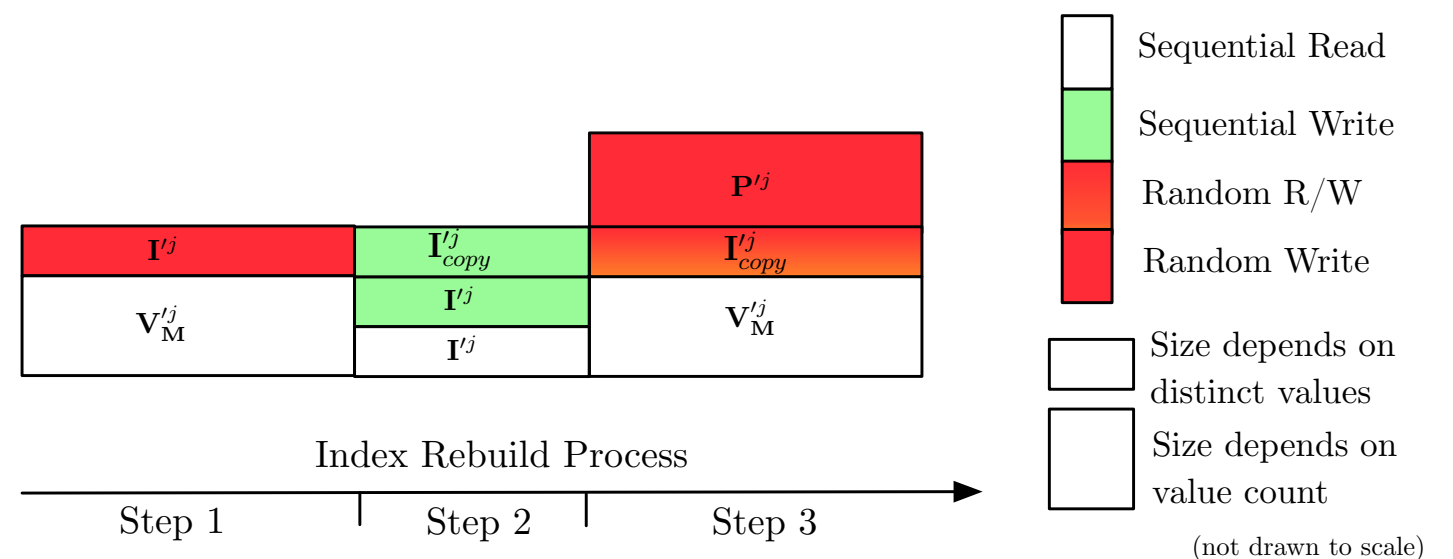 Sequential Read
Sequential Write
Random R/W
Random Write
P′j
I′j
I′jcopy
I′jcopy
V′jM
I′j
V′jM
I′j
Size depends on
distinct values
Size depends on
value count
Index Rebuild Process
Step 1
Step 2
Step 3
(not drawn to scale)